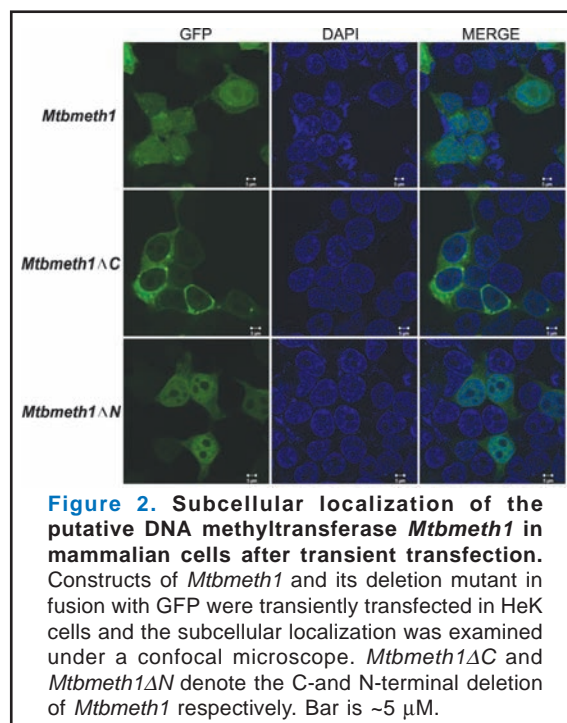 GFP DAPI MERGE
Mtbmeth1
Mtbmeth1ΔC
Mtbmeth1ΔN
Figure 2. Subcellular localization of the
putative DNA methyltransferase Mtbmeth1 in
mammalian cells after transient transfection.
Constructs of Mtbmeth1 and its deletion mutant in
fusion with GFP were transiently transfected in HeK
cells and the subcellular localization was examined
under a confocal microscope. Mtbmeth1ΔC and
Mtbmeth1ΔN denote the C-and N-terminal deletion
of Mtbmeth1 respectively. Bar is ~5 µM.